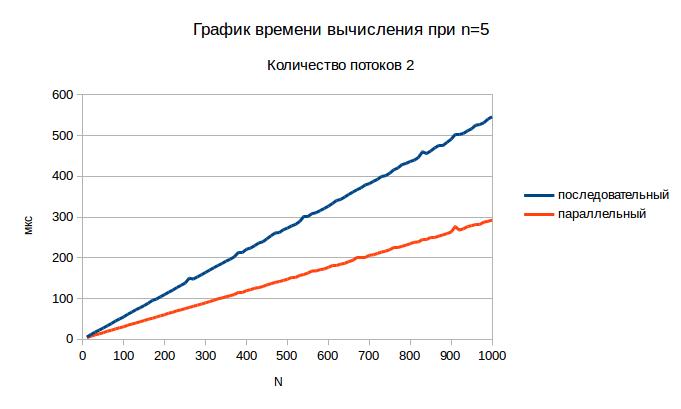 График времени вычисления при n=5
Количество потоков 2
600
500
400
300
200
100
0
мкс
0 100 200 300 400 500 600 700 800 900 1000
N
последовательный
параллельный